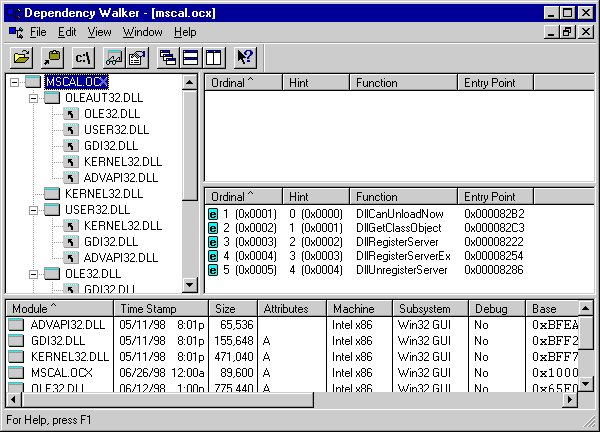 Dependency Walker - [mscal.ocx]
File Edit View Window Help
c:\
MSCAL.OCX
OLEAUT32.DLL
OLE32.DLL
USER32.DLL
GDI32.DLL
KERNEL32.DLL
ADVAPI32.DLL
KERNEL32.DLL
USER32.DLL
KERNEL32.DLL
GDI32.DLL
ADVAPI32.DLL
OLE32.DLL
GDI32.DLL
Ordinal ^ Hint Function Entry Point
Ordinal ^ Hint Function Entry Point
1 (0x0001) 0 (0x0000) DllCanUnloadNow 0x000082B2
2 (0x0002) 1 (0x0001) DllGetClassObject 0x000082C3
3 (0x0003) 2 (0x0002) DllRegisterServer 0x00008222
4 (0x0004) 3 (0x0003) DllRegisterServerEx 0x00008254
5 (0x0005) 4 (0x0004) DllUnregisterServer 0x00008286
Module ^ Time Stamp Size Attributes Machine Subsystem Debug Base
ADVAPI32.DLL 05/11/98 8:01p 65,536 Intel x86 Win32 GUI No 0xBFEA
GDI32.DLL 05/11/98 8:01p 155,648 A Intel x86 Win32 GUI No 0xBFF2
KERNEL32.DLL 05/11/98 8:01p 471,040 A Intel x86 Win32 GUI No 0xBFF7
MSCAL.OCX 06/26/98 12:00a 89,600 A Intel x86 Win32 GUI No 0x1000
OLE32.DLL 06/12/98 1:00p 775,440 A Intel x86 Win32 GUI No 0x65F0
For Help, press F1